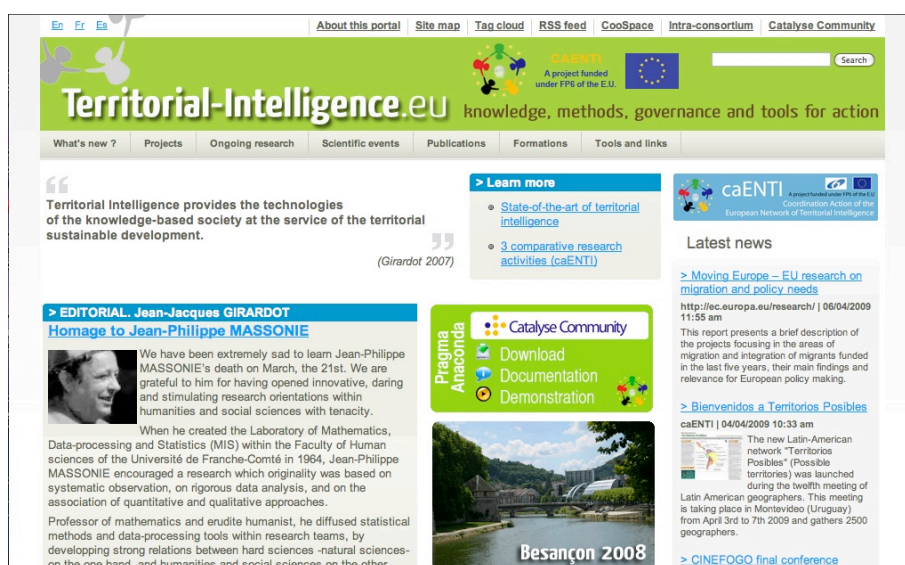 En Fr Es
About this portal Site map Tag cloud RSS feed CooSpace Intra-consortium Catalyse Community
CAENTI
A project funded
under FP6 of the E.U.
Search
Territorial-Intelligence.eu
knowledge, methods, governance and tools for action
What's new ? Projects Ongoing research Scientific events Publications Formations Tools and links
Territorial Intelligence provides the technologies
of the knowledge-based society at the service of the territorial
sustainable development.
(Girardot 2007)
> Learn more
State-of-the-art of territorial
intelligence
3 comparative research
activities (caENTI)
> EDITORIAL. Jean-Jacques GIRARDOT
Homage to Jean-Philippe MASSONIE
We have been extremely sad to learn Jean-Philippe
MASSONIE's death on March, the 21st. We are
grateful to him for having opened innovative, daring
and stimulating research orientations within
humanities and social sciences with tenacity.
When he created the Laboratory of Mathematics,
Data-processing and Statistics (MIS) within the Faculty of Human
sciences of the Université de Franche-Comté in 1964, Jean-Philippe
MASSONIE encouraged a research which originality was based on
systematic observation, on rigorous data analysis, and on the
association of quantitative and qualitative approaches.
Professor of mathematics and erudite humanist, he diffused statistical
methods and data-processing tools within research teams, by
developping strong relations between hard sciences -natural sciences-
on the one hand, and humanities and social sciences on the other
Pragma
Anaconda
Catalyse Community
Download
Documentation
Demonstration
Besançon 2008
caENTI
A project funded under FP6 of the E.U
Coordination Action of the
European Network of Territorial Intelligence
Latest news
> Moving Europe – EU research on
migration and policy needs
http://ec.europa.eu/research/ | 06/04/2009
11:55 am
This report presents a brief description of
the projects focusing in the areas of
migration and integration of migrants funded
in the last five years, their main findings and
relevance for European policy making.
> Bienvenidos a Territorios Posibles
caENTI | 04/04/2009 10:33 am
The new Latin-American
network "Territorios
Posibles" (Possible
territories) was launched
during the twelfth meeting of
Latin American geographers. This meeting
is taking place in Montevideo (Uruguay)
from April 3rd to 7th 2009 and gathers 2500
geographers.
> CINEFOGO final conference